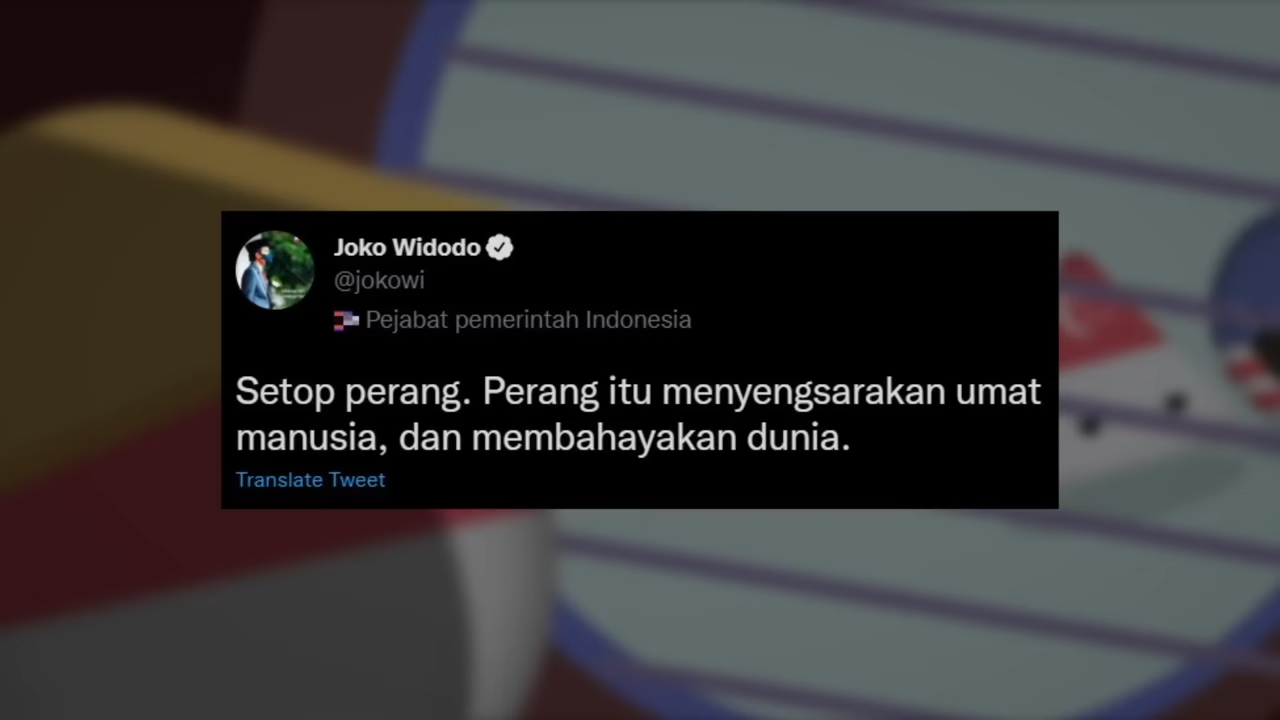 Joko Widodo
@jokowi
Pejabat pemerintah Indonesia
Setop perang. Perang itu menyengsarakan umat
manusia, dan membahayakan dunia.
Translate Tweet